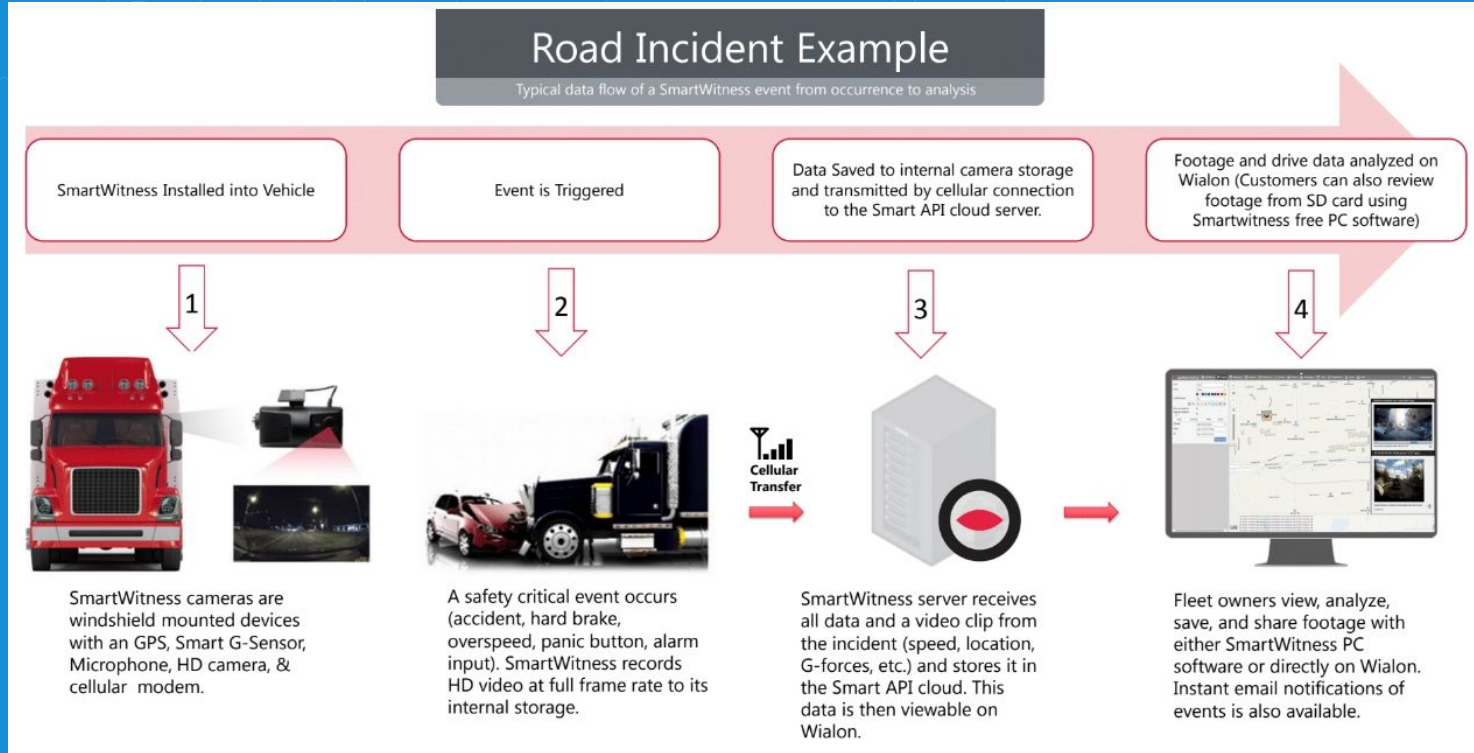 Road Incident Example
Typical data flow of a SmartWitness event from occurrence to analysis
SmartWitness Installed into Vehicle
Event is Triggered
Data Saved to internal camera storage
and transmitted by cellular connection
to the Smart API cloud server.
Footage and drive data analyzed on
Wialon (Customers can also review
footage from SD card using
Smartwitness free PC software)
1
2
3
4
Cellular
Transfer
SmartWitness cameras are
windshield mounted devices
with an GPS, Smart G-Sensor,
Microphone, HD camera, &
cellular modem.
A safety critical event occurs
(accident, hard brake,
overspeed, panic button, alarm
input). SmartWitness records
HD video at full frame rate to its
internal storage.
SmartWitness server receives
all data and a video clip from
the incident (speed, location,
G-forces, etc.) and stores it in
the Smart API cloud. This
data is then viewable on
Wialon.
Fleet owners view, analyze,
save, and share footage with
either SmartWitness PC
software or directly on Wialon.
Instant email notifications of
events is also available.